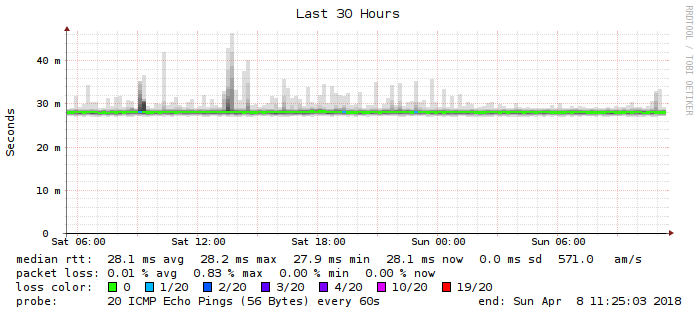 Last 30 Hours
RRDTOOL / TOBI OETIKER
Seconds
40 m
30 m
20 m
10 m
0
Sat 06:00 Sat 12:00 Sat 18:00 Sun 00:00 Sun 06:00
median rtt: 28.1 ms avg 28.2 ms max 27.9 ms min 28.1 ms now 0.0 ms sd 571.0 am/s
packet loss: 0.01 % avg 0.83 % max 0.00 % min 0.00 % now
loss color: 0 1/20 2/20 3/20 4/20 10/20 19/20
probe: 20 ICMP Echo Pings (56 Bytes) every 60s end: Sun Apr 8 11:25:03 2018